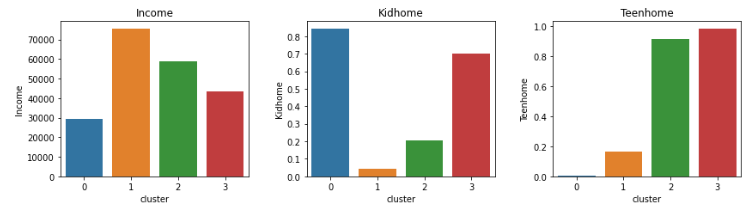 Income
Income
70000
60000
50000
40000
30000
20000
10000
0
0 1 2 3
cluster
Kidhome
Kidhome
0.8
0.7
0.6
0.5
0.4
0.3
0.2
0.1
0.0
0 1 2 3
cluster
Teenhome
Teenhome
1.0
0.8
0.6
0.4
0.2
0.0
0 1 2 3
cluster